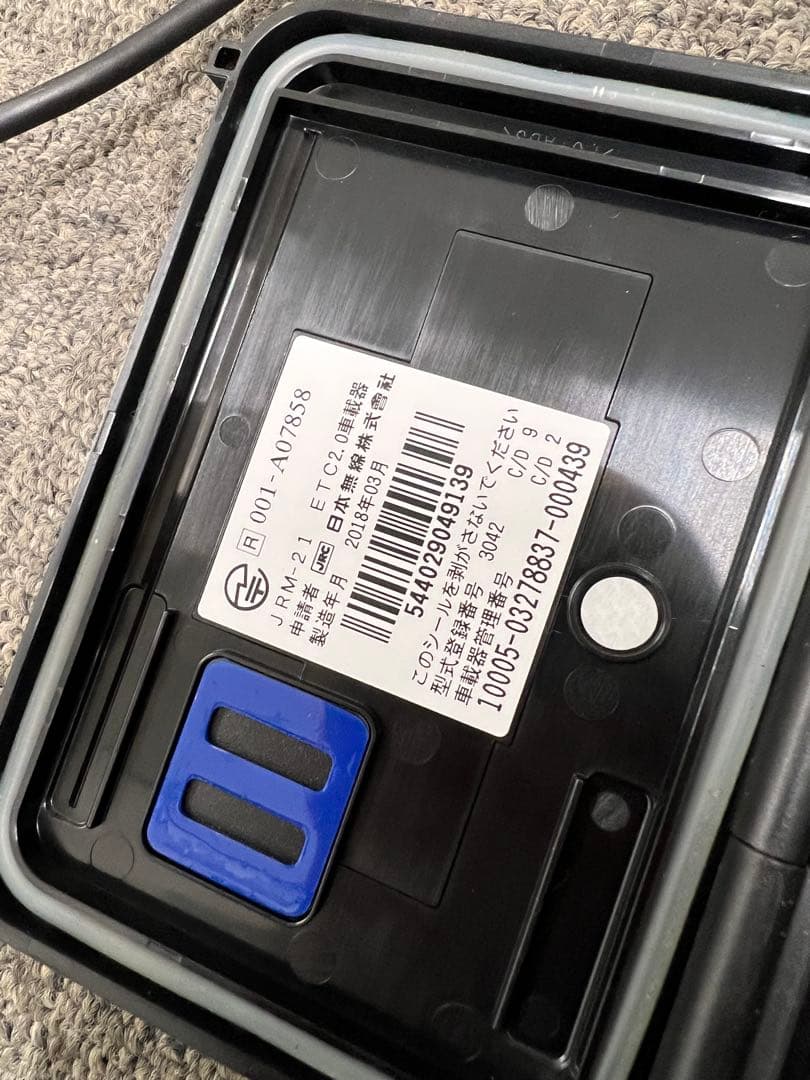 R 001-A07858
JRM-21 ETC2.0車載器
申請者 JRC 日本無線株式會社
製造年月 2018年03月
544029049139
このシールを剥がさないでください
型式登録番号 3042 C/D 9
車載器管理番号 C/D 2
10005-03278837-000439